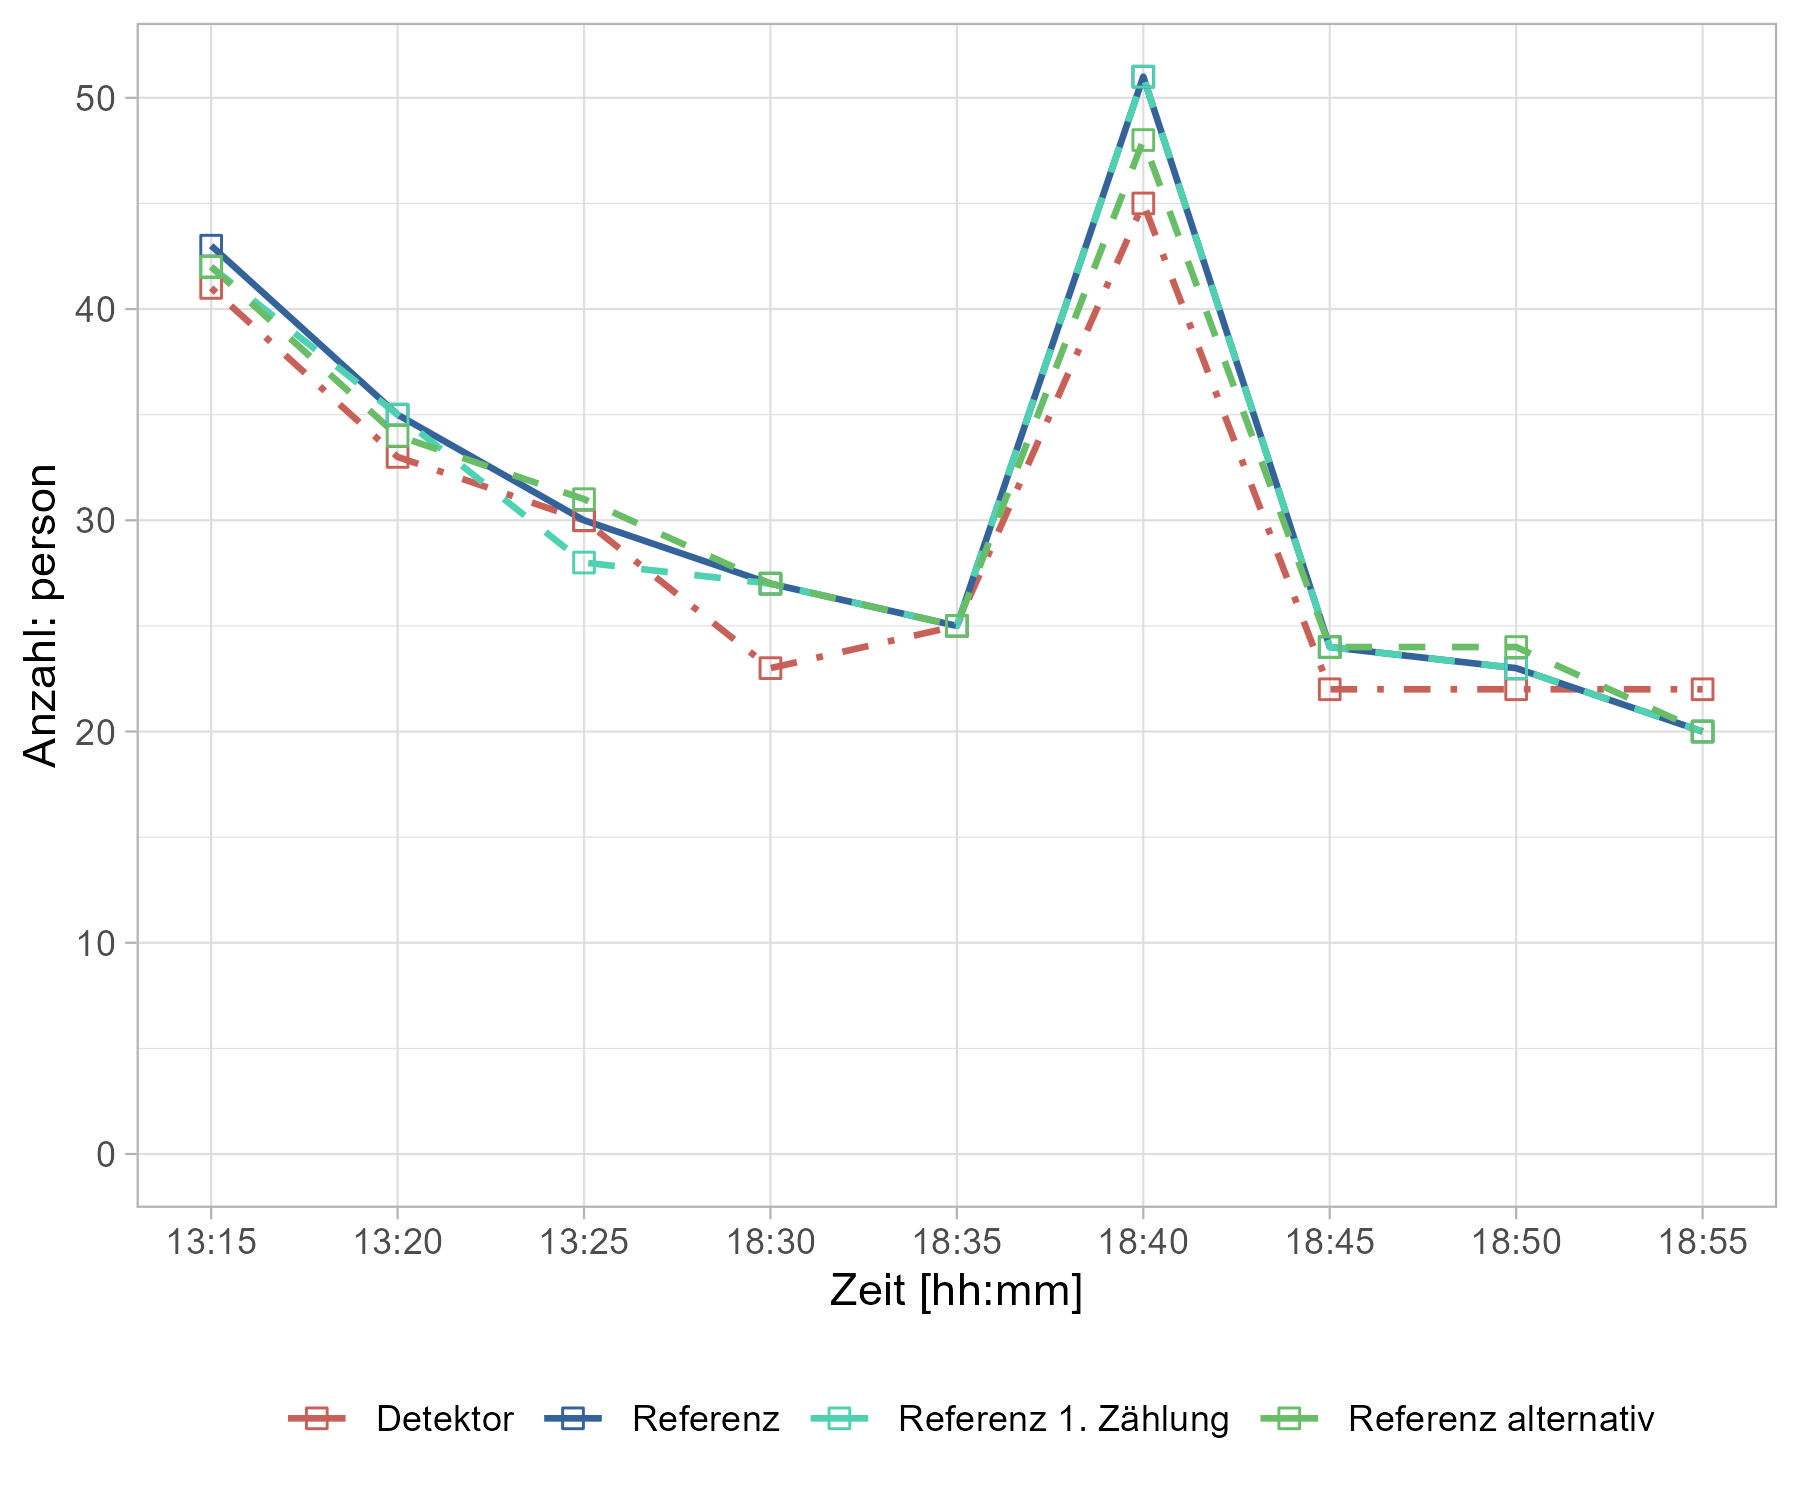 50
40
30
20
10
0
Anzahl: person
13:15 13:20 13:25 18:30 18:35 18:40 18:45 18:50 18:55
Zeit [hh:mm]
Detektor Referenz Referenz 1. Zählung Referenz alternativ